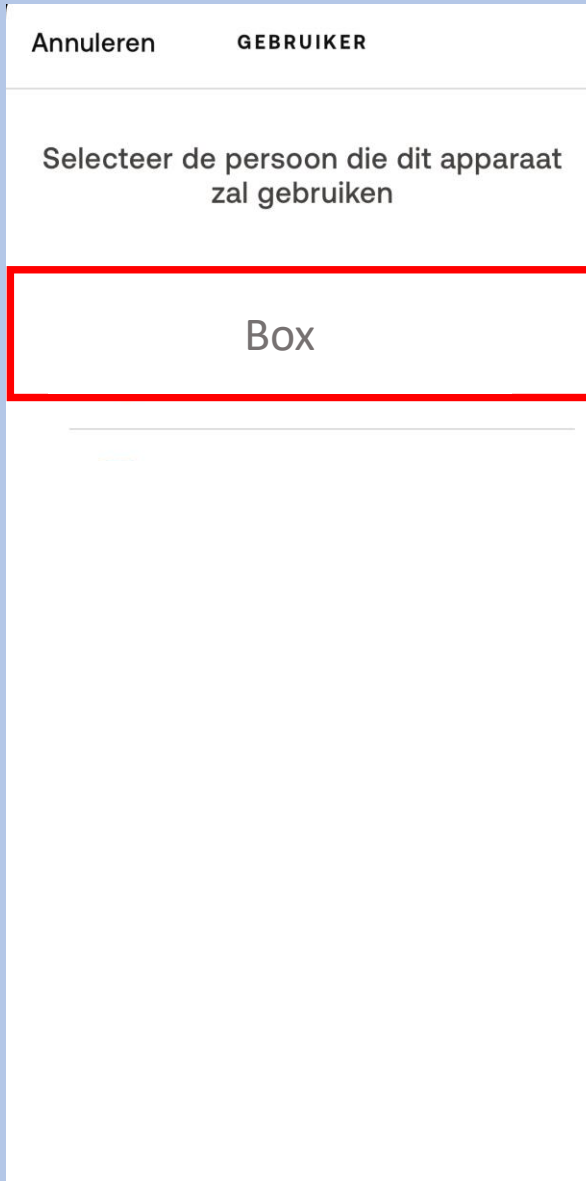 Annuleren GEBRUIKER
Selecteer de persoon die dit apparaat
zal gebruiken
Box